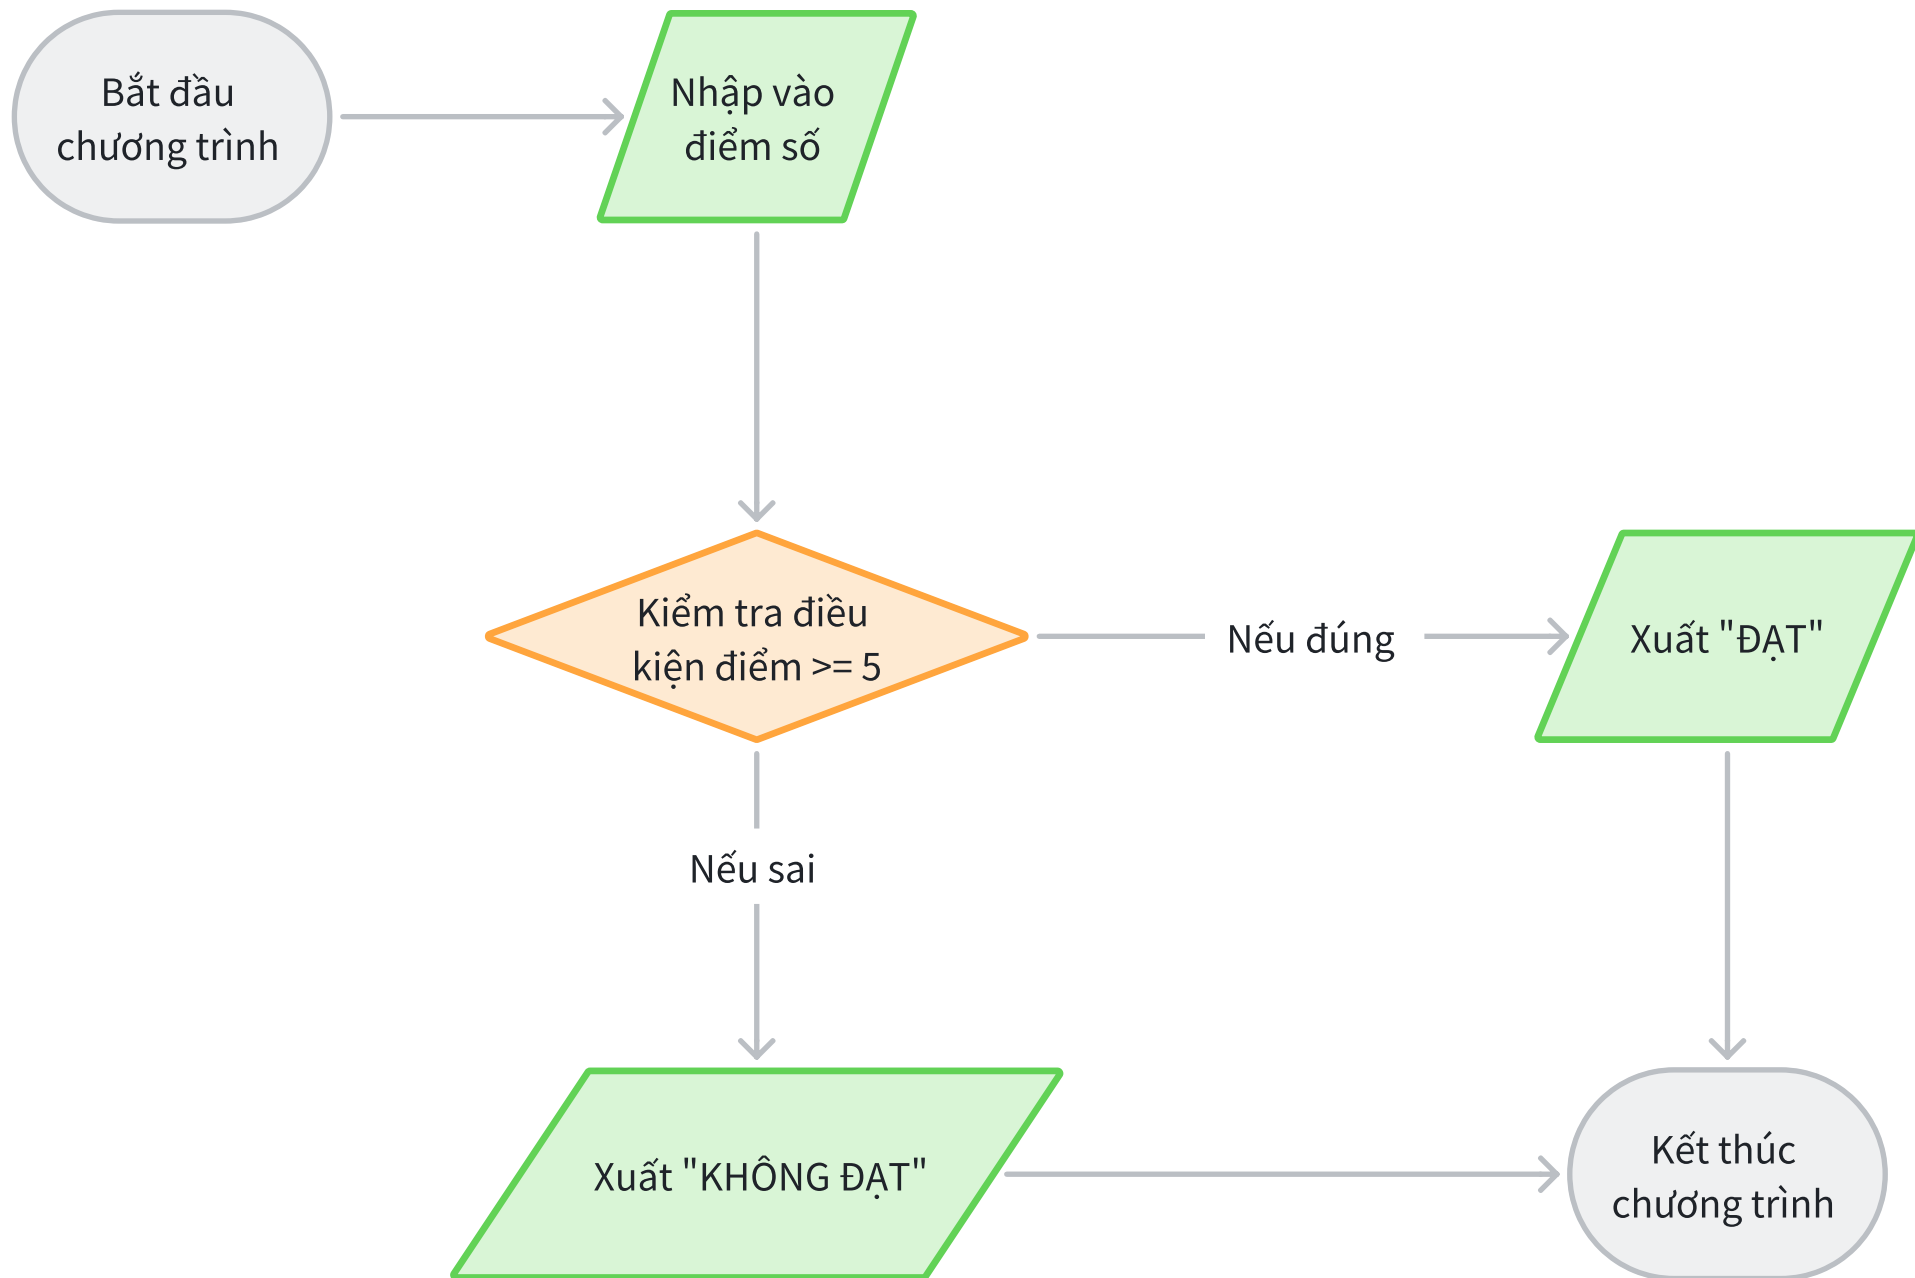 Bắt đầu
chương trình
Nhập vào
điểm số
Kiểm tra điều
kiện điểm >= 5
Nếu đúng
Xuất "ĐẠT"
Nếu sai
Xuất "KHÔNG ĐẠT"
Kết thúc
chương trình